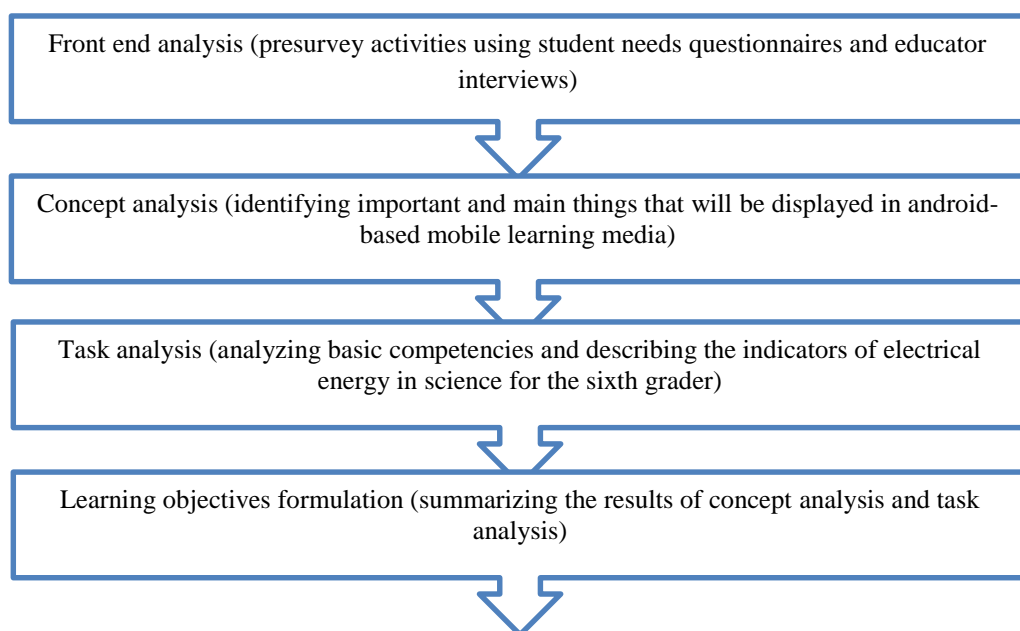 Front end analysis (presurvey activities using student needs questionnaires and educator
interviews)
Concept analysis (identifying important and main things that will be displayed in android-
based mobile learning media)
Task analysis (analyzing basic competencies and describing the indicators of electrical
energy in science for the sixth grader)
Learning objectives formulation (summarizing the results of concept analysis and task
analysis)